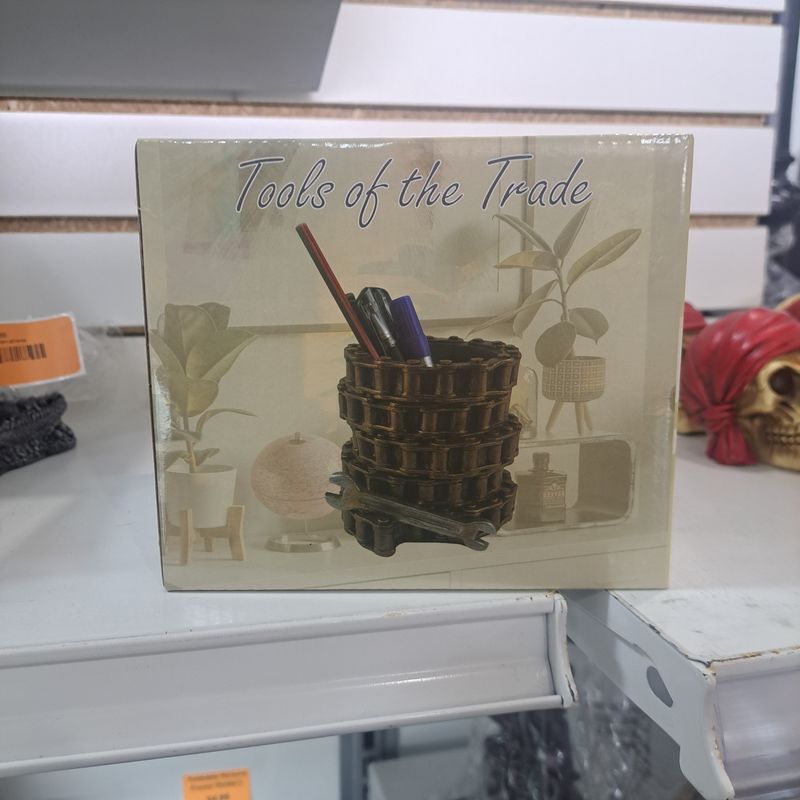 Tools of the Trade